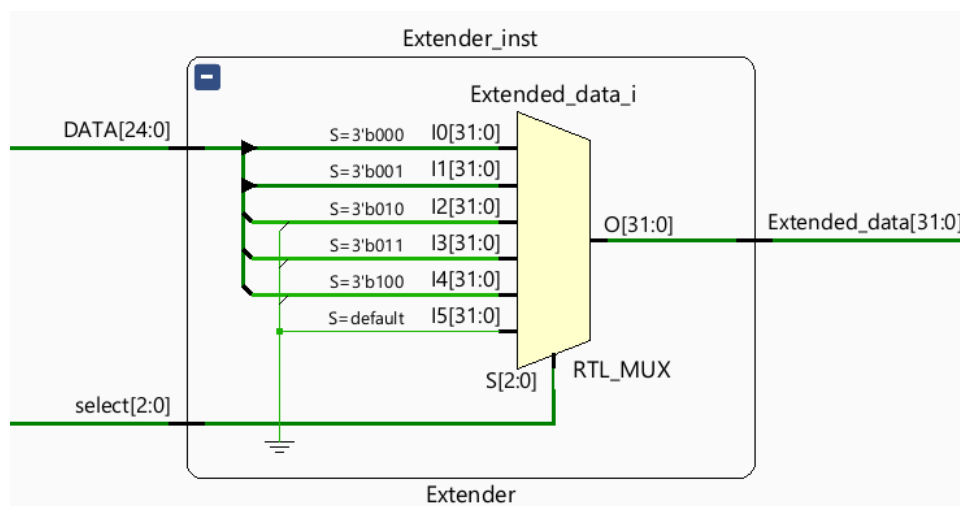 Extender_inst
Extended_data_i
DATA[24:0]
S=3'b000 I0[31:0]
S=3'b001 I1[31:0]
S=3'b010 I2[31:0]
S=3'b011 I3[31:0]
S=3'b100 I4[31:0]
S=default I5[31:0]
O[31:0]
Extended_data[31:0]
S[2:0]
RTL_MUX
select[2:0]
Extender